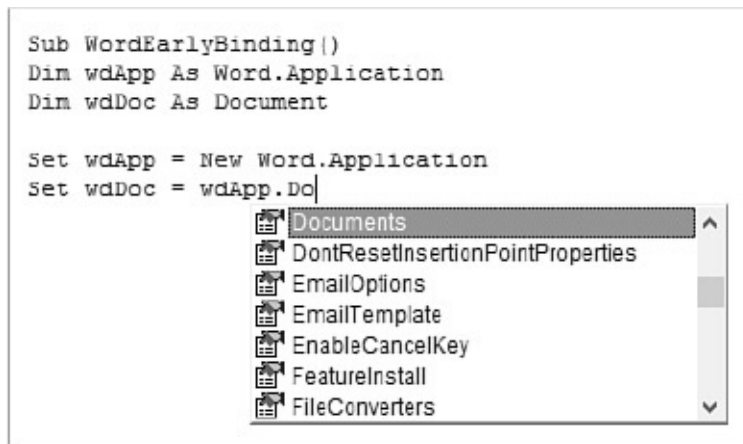 Sub WordEarlyBinding()
Dim wdApp As Word.Application
Dim wdDoc As Document
Set wdApp = New Word.Application
Set wdDoc = wdApp.Do
Documents
DontResetInsertionPointProperties
EmailOptions
EmailTemplate
EnableCancelKey
FeatureInstall
FileConverters